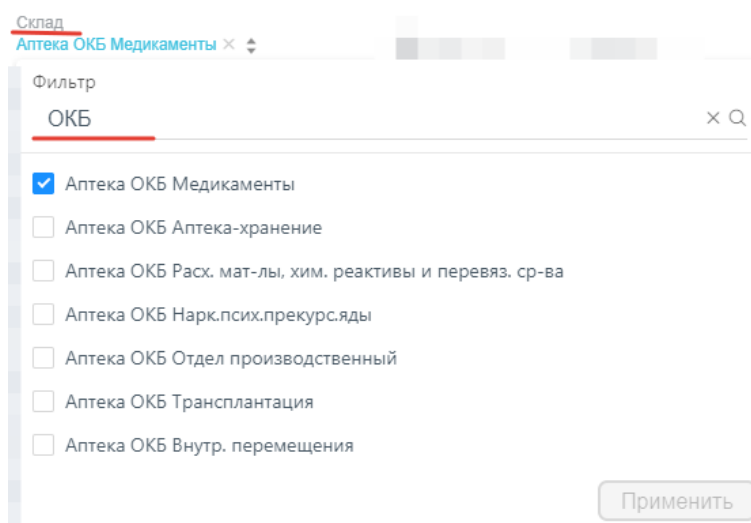 Склад
Аптека ОКБ Медикаменты
Фильтр
ОКБ
Аптека ОКБ Медикаменты
Аптека ОКБ Аптека-хранение
Аптека ОКБ Расх. мат-лы, хим. реактивы и перевяз. ср-ва
Аптека ОКБ Нарк.псих.прекурс.яды
Аптека ОКБ Отдел производственный
Аптека ОКБ Трансплантация
Аптека ОКБ Внутр. перемещения
Применить